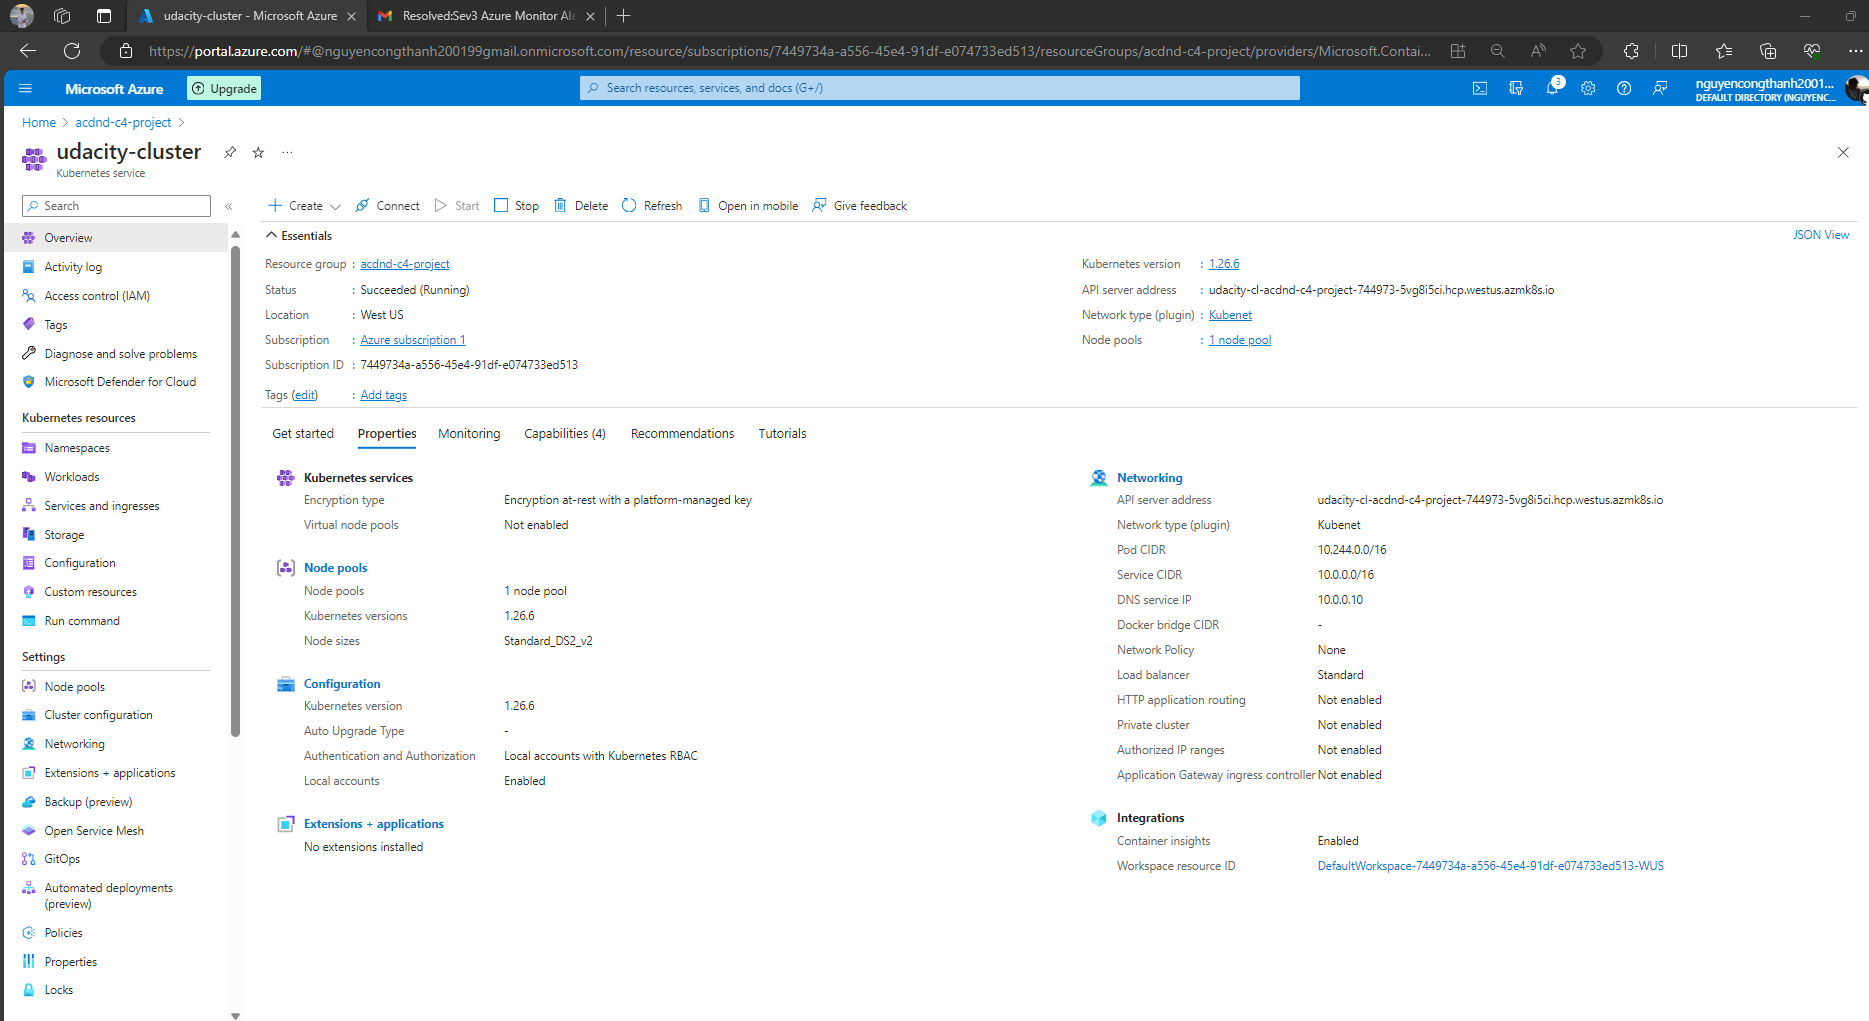 udacity-cluster - Microsoft Azure
Resolved:Sev3 Azure Monitor Ale
https://portal.azure.com/#@nguyencongthanh200199gmail.onmicrosoft.com/resource/subscriptions/7449734a-a556-45e4-91df-e074733ed513/resourceGroups/acdnd-c4-project/providers/Microsoft.Contai...
Microsoft Azure
Upgrade
Search resources, services, and docs (G+/)
3
nguyencongthanh2001...
DEFAULT DIRECTORY (NGUYENC...
Home > acdnd-c4-project >
udacity-cluster
Kubernetes service
Search
Create
Connect
Start
Stop
Delete
Refresh
Open in mobile
Give feedback
Overview
Activity log
Access control (IAM)
Tags
Diagnose and solve problems
Microsoft Defender for Cloud
Kubernetes resources
Namespaces
Workloads
Services and ingresses
Storage
Configuration
Custom resources
Run command
Settings
Node pools
Cluster configuration
Networking
Extensions + applications
Backup (preview)
Open Service Mesh
GitOps
Automated deployments
(preview)
Policies
Properties
Locks
Essentials
JSON View
Resource group : acdnd-c4-project
Status : Succeeded (Running)
Location : West US
Subscription : Azure subscription 1
Subscription ID : 7449734a-a556-45e4-91df-e074733ed513
Tags (edit) : Add tags
Kubernetes version : 1.26.6
API server address : udacity-cl-acdnd-c4-project-744973-5vg8i5ci.hcp.westus.azmk8s.io
Network type (plugin) : Kubenet
Node pools : 1 node pool
Get started
Properties
Monitoring
Capabilities (4)
Recommendations
Tutorials
Kubernetes services
Encryption type Encryption at-rest with a platform-managed key
Virtual node pools Not enabled
Node pools
Node pools 1 node pool
Kubernetes versions 1.26.6
Node sizes Standard_DS2_v2
Configuration
Kubernetes version 1.26.6
Auto Upgrade Type -
Authentication and Authorization Local accounts with Kubernetes RBAC
Local accounts Enabled
Extensions + applications
No extensions installed
Networking
API server address udacity-cl-acdnd-c4-project-744973-5vg8i5ci.hcp.westus.azmk8s.io
Network type (plugin) Kubenet
Pod CIDR 10.244.0.0/16
Service CIDR 10.0.0.0/16
DNS service IP 10.0.0.10
Docker bridge CIDR -
Network Policy None
Load balancer Standard
HTTP application routing Not enabled
Private cluster Not enabled
Authorized IP ranges Not enabled
Application Gateway ingress controller Not enabled
Integrations
Container insights Enabled
Workspace resource ID DefaultWorkspace-7449734a-a556-45e4-91df-e074733ed513-WUS